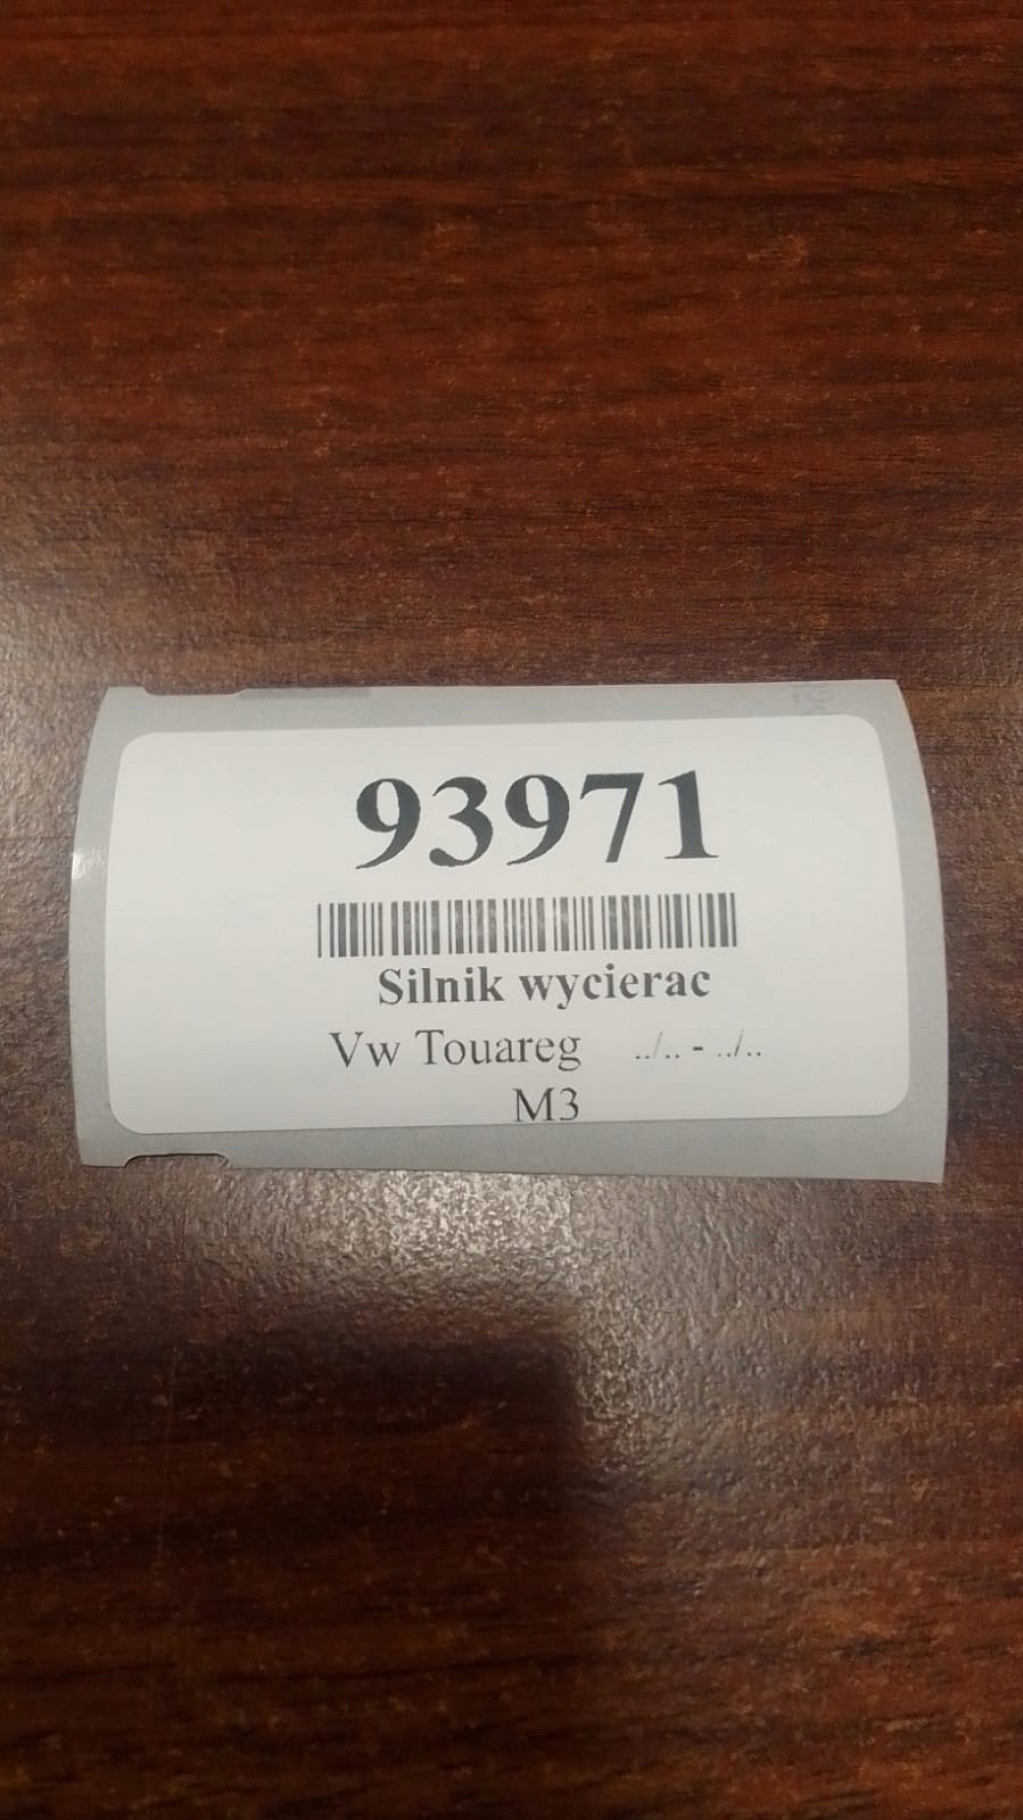 93971
Silnik wycierac
Vw Touareg ../.. - ../..
M3